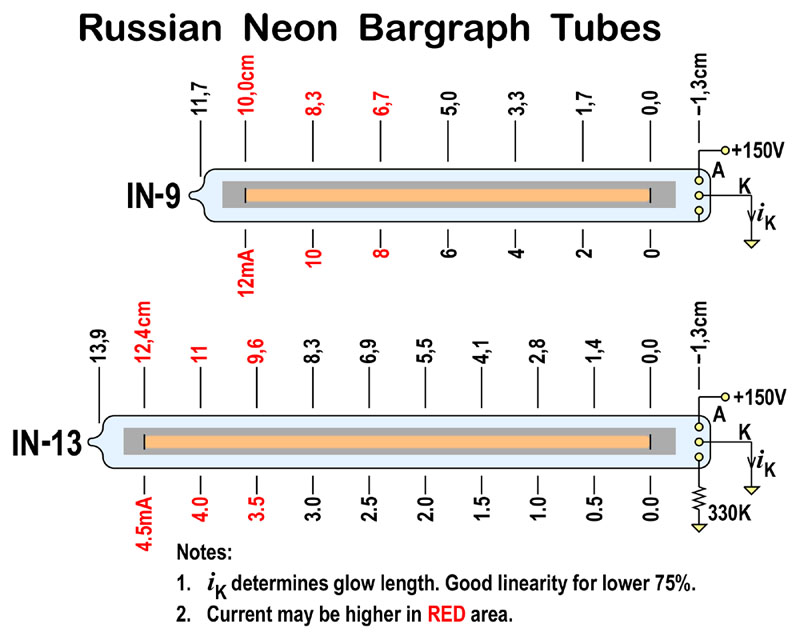 Russian Neon Bargraph Tubes
11,7 10,0cm 8,3 6,7 5,0 3,3 1,7 0,0 –1,3cm
+150V
A
IN-9
K
iK
12mA 10 8 6 4 2 0
13,9 12,4cm 11 9,6 8,3 6,9 5,5 4,1 2,8 1,4 0,0 –1,3cm
+150V
A
IN-13
K
iK
4.5mA 4.0 3.5 3.0 2.5 2.0 1.5 1.0 0.5 0.0
330K
Notes:
1. iK determines glow length. Good linearity for lower 75%.
2. Current may be higher in RED area.